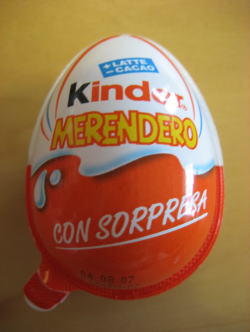 +LATTE
-CACAO
Kinder®
MERENDERO
CON SORPRESA